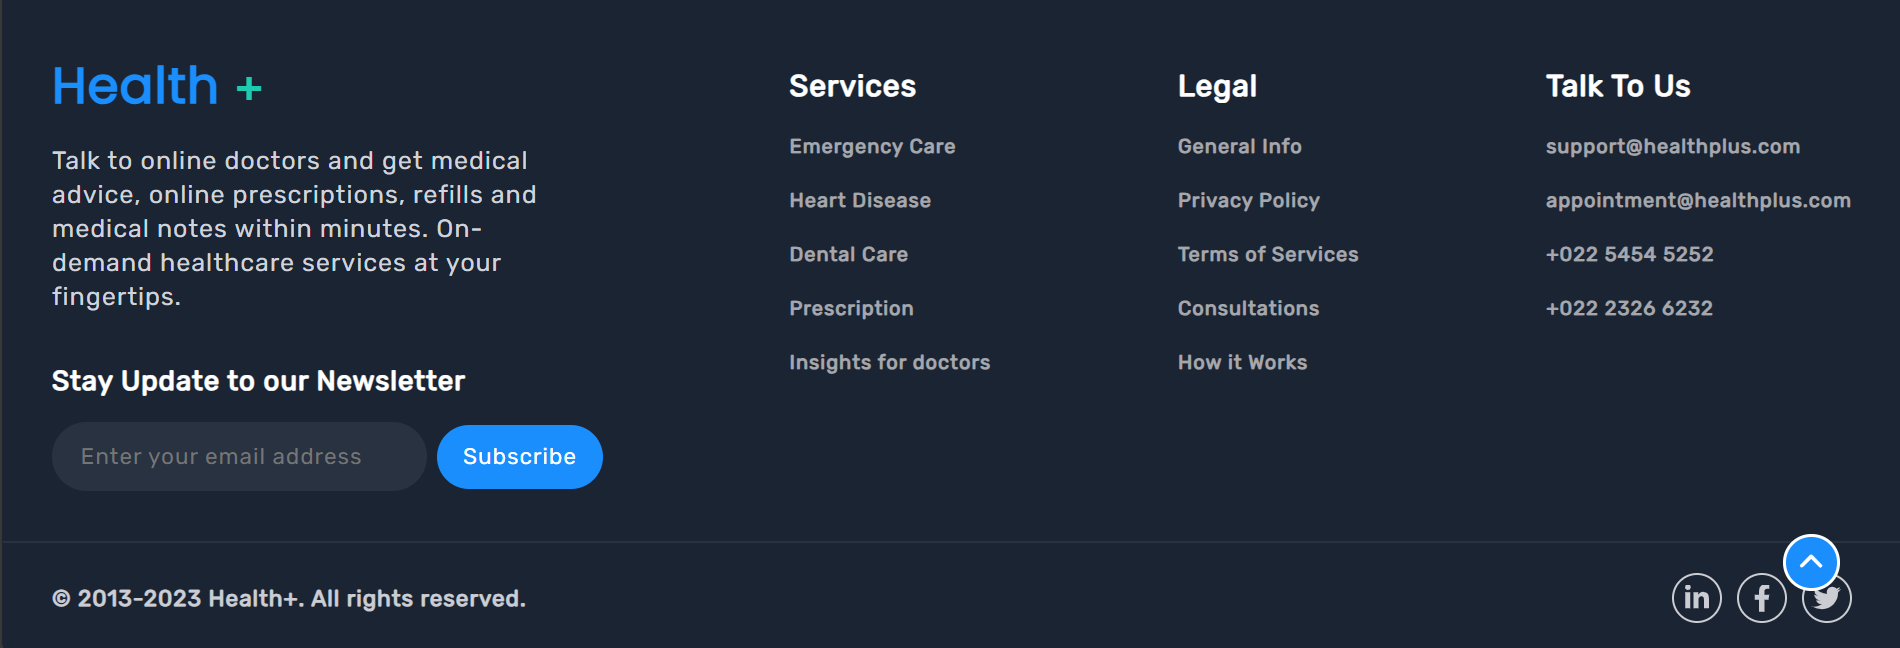 Health +
Talk to online doctors and get medical
advice, online prescriptions, refills and
medical notes within minutes. On-
demand healthcare services at your
fingertips.
Stay Update to our Newsletter
Enter your email address
Subscribe
Services
Emergency Care
Heart Disease
Dental Care
Prescription
Insights for doctors
Legal
General Info
Privacy Policy
Terms of Services
Consultations
How it Works
Talk To Us
support@healthplus.com
appointment@healthplus.com
+022 5454 5252
+022 2326 6232
© 2013-2023 Health+. All rights reserved.